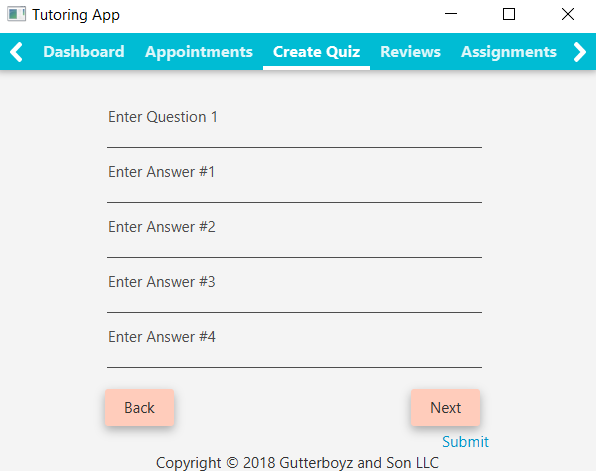 Tutoring App
Dashboard Appointments Create Quiz Reviews Assignments
Enter Question 1
Enter Answer #1
Enter Answer #2
Enter Answer #3
Enter Answer #4
Back Next
Submit
Copyright © 2018 Gutterboyz and Son LLC